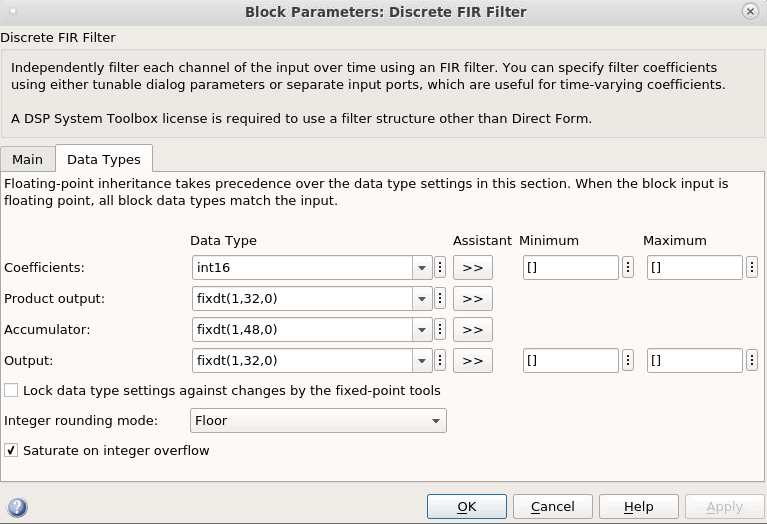 Block Parameters: Discrete FIR Filter
Discrete FIR Filter
Independently filter each channel of the input over time using an FIR filter. You can specify filter coefficients
using either tunable dialog parameters or separate input ports, which are useful for time-varying coefficients.
A DSP System Toolbox license is required to use a filter structure other than Direct Form.
Main Data Types
Floating-point inheritance takes precedence over the data type settings in this section. When the block input is
floating point, all block data types match the input.
Data Type Assistant Minimum Maximum
Coefficients: int16 >> [] []
Product output: fixdt(1,32,0) >>
Accumulator: fixdt(1,48,0) >>
Output: fixdt(1,32,0) >> [] []
Lock data type settings against changes by the fixed-point tools
Integer rounding mode: Floor
Saturate on integer overflow
? OK Cancel Help Apply